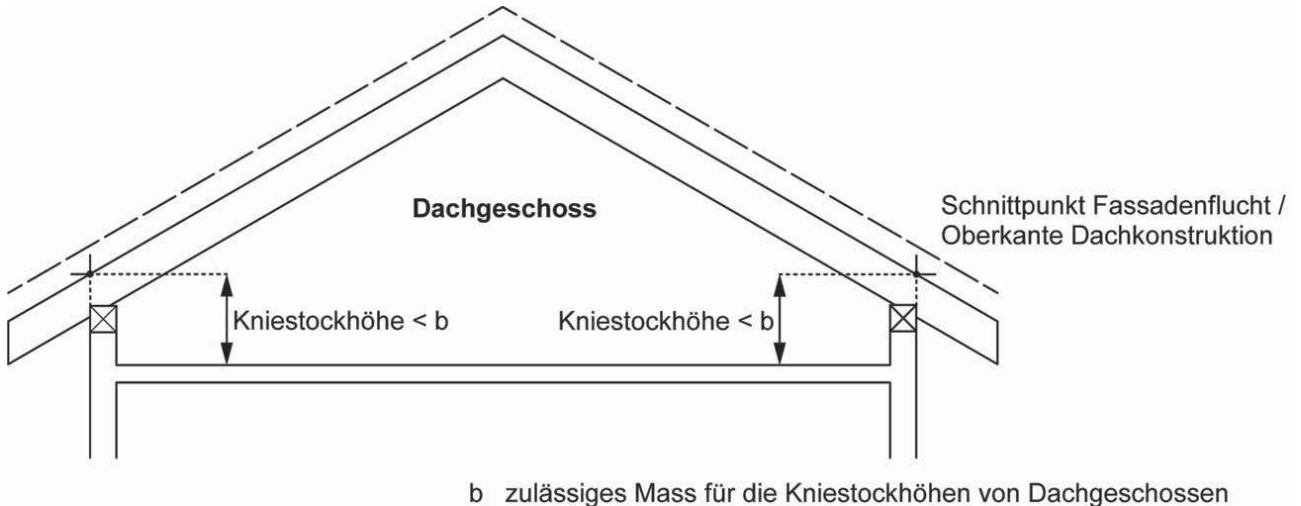 Dachgeschoss
Schnittpunkt Fassadenflucht /
Oberkante Dachkonstruktion
Kniestockhöhe < b
Kniestockhöhe < b
b zulässiges Mass für die Kniestockhöhen von Dachgeschossen